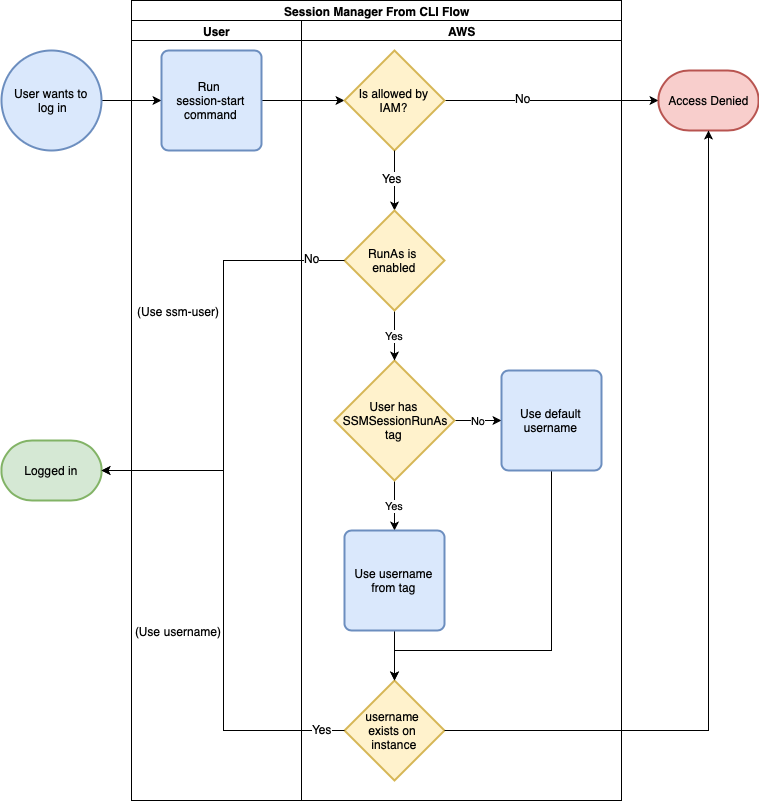 Session Manager From CLI Flow
User
AWS
User wants to
log in
Run
session-start
command
Is allowed by
IAM?
No
Access Denied
Yes
RunAs is
enabled
No
(Use ssm-user)
Yes
User has
SSMSessionRunAs
tag
No
Use default
username
Logged in
Yes
Use username
from tag
(Use username)
username
exists on
instance
Yes